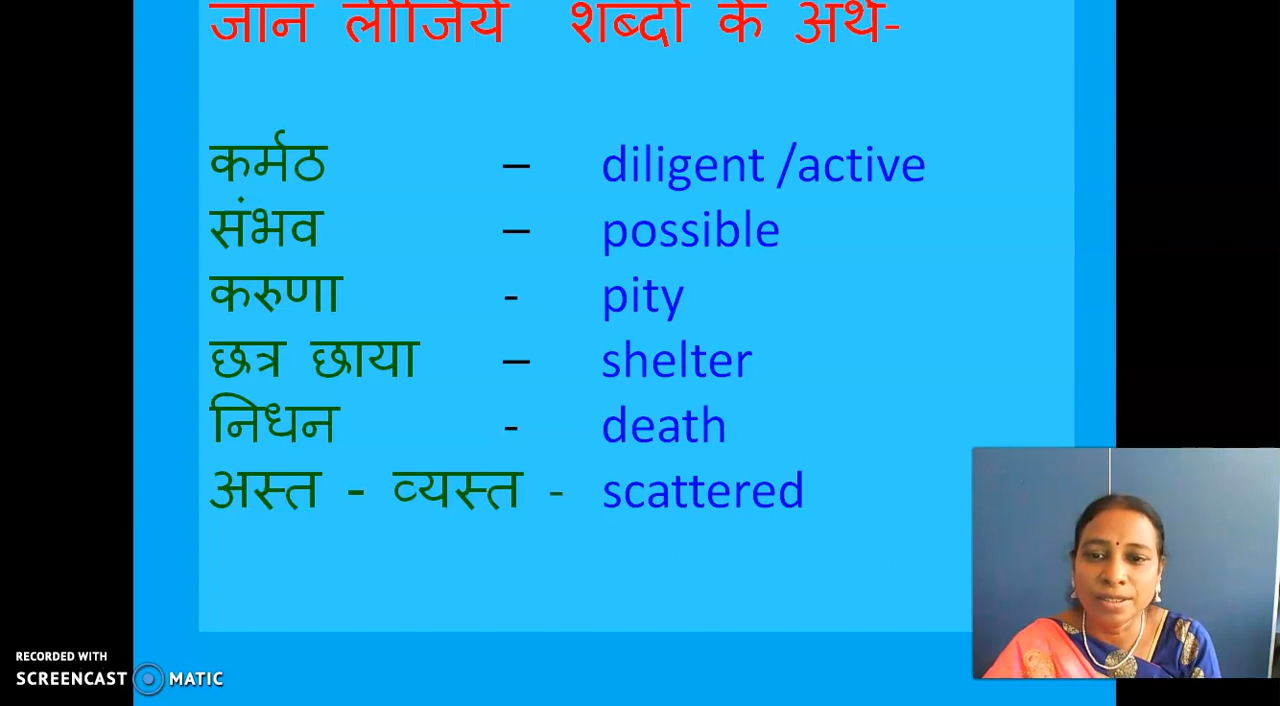 जान लीजिये शब्दों के अर्थ-
कर्मठ – diligent /active
संभव – possible
करुणा - pity
छत्र छाया – shelter
निधन - death
अस्त - व्यस्त - scattered
RECORDED WITH
SCREENCAST MATIC